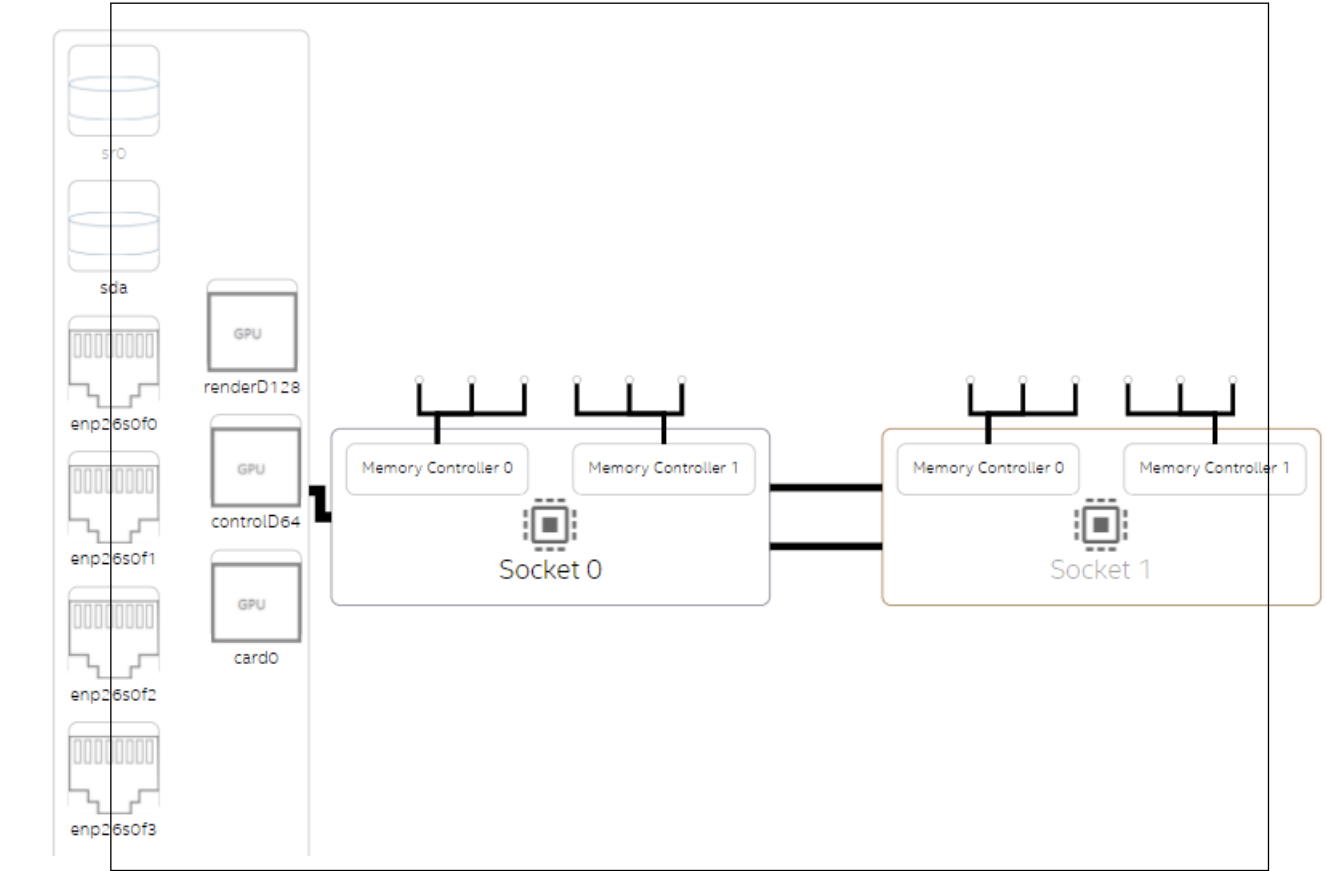 sr0
sda
enp26s0f0
enp26s0f1
enp26s0f2
enp26s0f3
GPU
renderD128
GPU
controlD64
GPU
card0
Memory Controller 0
Memory Controller 1
Socket 0
Memory Controller 0
Memory Controller 1
Socket 1